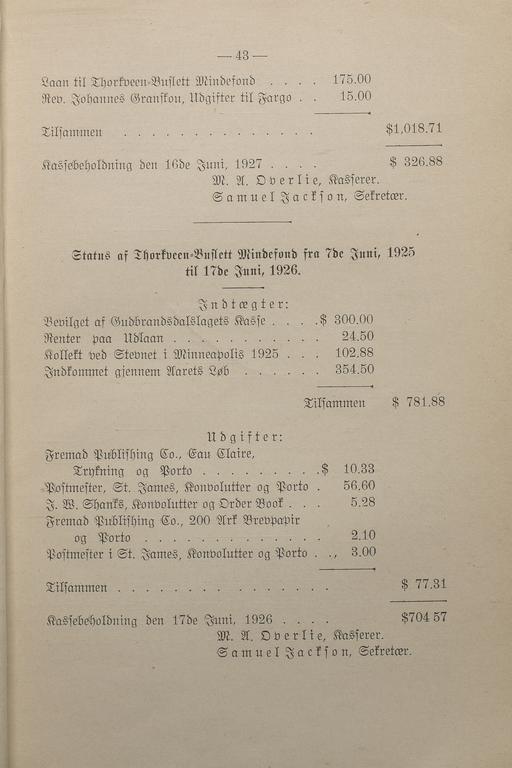 — 43 —
Laan til Thorkveen-Buslett Mindefond . . . . 175.00
Rev. Johannes Granskou, Udgifter til Fargo . . 15.00
Tilsammen . . . . . . . . . . . . . . $1,018.71
Kassebeholdning den 16de Juni, 1927 . . . . $ 326.88
M. A. Overlie, Kasserer.
Samuel Jackson, Sekretær.
Status af Thorkveen-Buslett Mindefond fra 7de Juni, 1925
til 17de Juni, 1926.
Indtægter:
Bevilget af Gudbrandsdalslagets Kasse . . . .$ 300.00
Renter paa Udlaan . . . . . . . . . . . 24.50
Kollekt ved Stevnet i Minneapolis 1925 . . . 102.88
Indkommet gjennem Aarets Løb . . . . . . 354.50
Tilsammen $ 781.88
Udgifter:
Fremad Publishing Co., Eau Claire,
Trykning og Porto . . . . . . . . .$ 10.33
Postmester, St. James, Konvolutter og Porto . 56.60
J. W. Shanks, Konvolutter og Order Book . . . 5.28
Fremad Publishing Co., 200 Ark Brevpapir
og Porto . . . . . . . . . . . . . 2.10
Postmester i St. James, Konvolutter og Porto . ., 3.00
Tilsammen . . . . . . . . . . . . . . . $ 77.31
Kassebeholdning den 17de Juni, 1926 . . . . $704 57
M. A. Overlie, Kasserer.
Samuel Jackson, Sekretær.